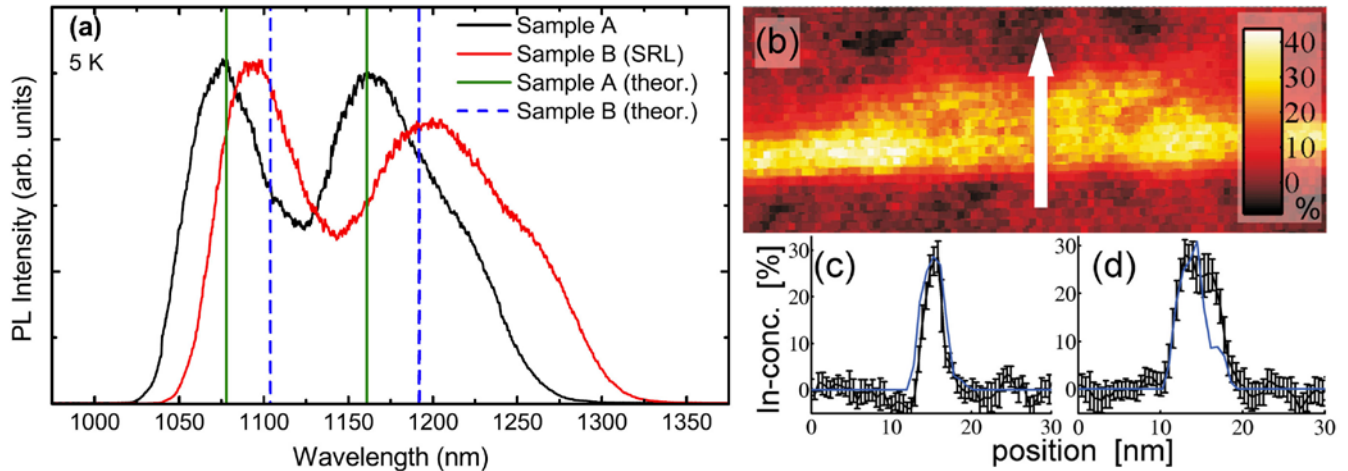 (a)
5 K
Sample A
Sample B (SRL)
Sample A (theor.)
Sample B (theor.)
PL Intensity (arb. units)
1000 1050 1100 1150 1200 1250 1300 1350
Wavelength (nm)
(b)
40
30
20
10
0
%
(c)
In-conc. [%]
30
20
10
0
0 10 20 30
(d)
30
20
10
0
0 10 20 30
position [nm]